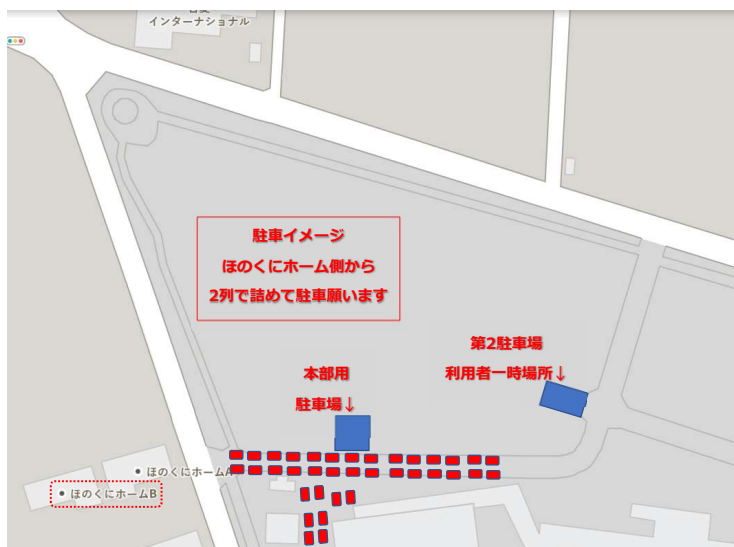 インターナショナル
駐車イメージ
ほのくにホーム側から
2列で詰めて駐車願います
第2駐車場
利用者一時場所↓
本部用
駐車場↓
ほのくにホームA
ほのくにホームB